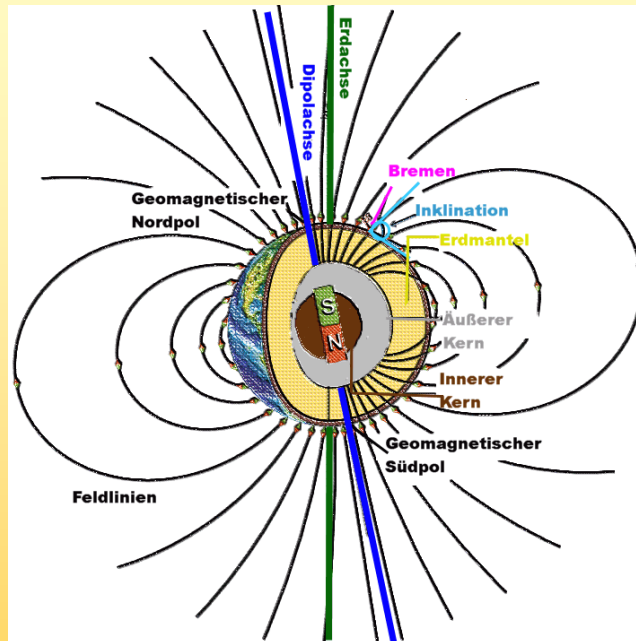 Erdachse
Dipolachse
Bremen
Geomagnetischer
Nordpol
Inklination
Erdmantel
S
N
Äußerer
Kern
Innerer
Kern
Geomagnetischer
Südpol
Feldlinien